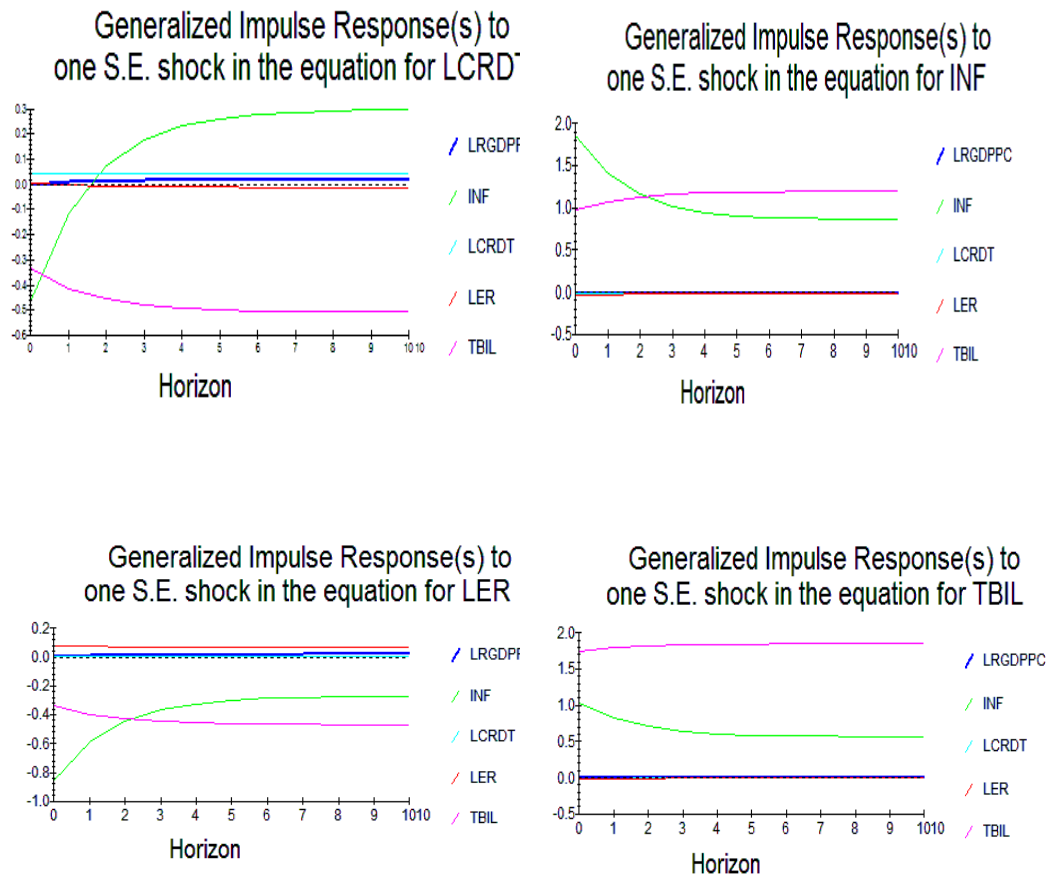 Generalized Impulse Response(s) to
one S.E. shock in the equation for LCRDT
0.3
0.2
0.1
0.0
-0.1
-0.2
-0.3
-0.4
-0.5
-0.6
0 1 2 3 4 5 6 7 8 9 1010
Horizon
LRGDPP
INF
LCRDT
LER
TBIL
Generalized Impulse Response(s) to
one S.E. shock in the equation for INF
2.0
1.5
1.0
0.5
0.0
-0.5
0 1 2 3 4 5 6 7 8 9 1010
Horizon
LRGDPPC
INF
LCRDT
LER
TBIL
Generalized Impulse Response(s) to
one S.E. shock in the equation for LER
0.2
0.0
-0.2
-0.4
-0.6
-0.8
-1.0
0 1 2 3 4 5 6 7 8 9 1010
Horizon
LRGDPP
INF
LCRDT
LER
TBIL
Generalized Impulse Response(s) to
one S.E. shock in the equation for TBIL
2.0
1.5
1.0
0.5
0.0
-0.5
0 1 2 3 4 5 6 7 8 9 1010
Horizon
LRGDPPC
INF
LCRDT
LER
TBIL